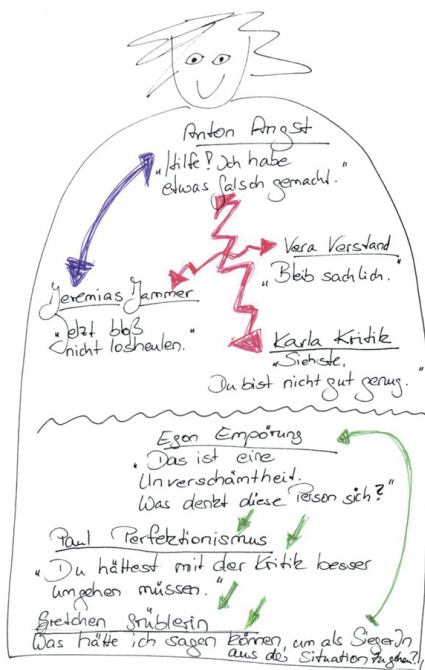 Anton Angst
"Hilfe! Ich habe
etwas falsch gemacht."
Vera Verstand
"Bleib sachlich."
Jeremias Jammer
"Jetzt bloß
nicht losheulen."
Karla Kritik
"Siehste,
Du bist nicht gut genug."
Egon Empörung
"Das ist eine
Unverschämtheit.
Was denkt diese Person sich?"
Paul Perfektionismus
"Du hättest mit der Kritik besser
umgehen müssen."
Gretchen Grüblerin
Was hätte ich sagen können, um als SiegerIn
aus der Situation zu gehen?"